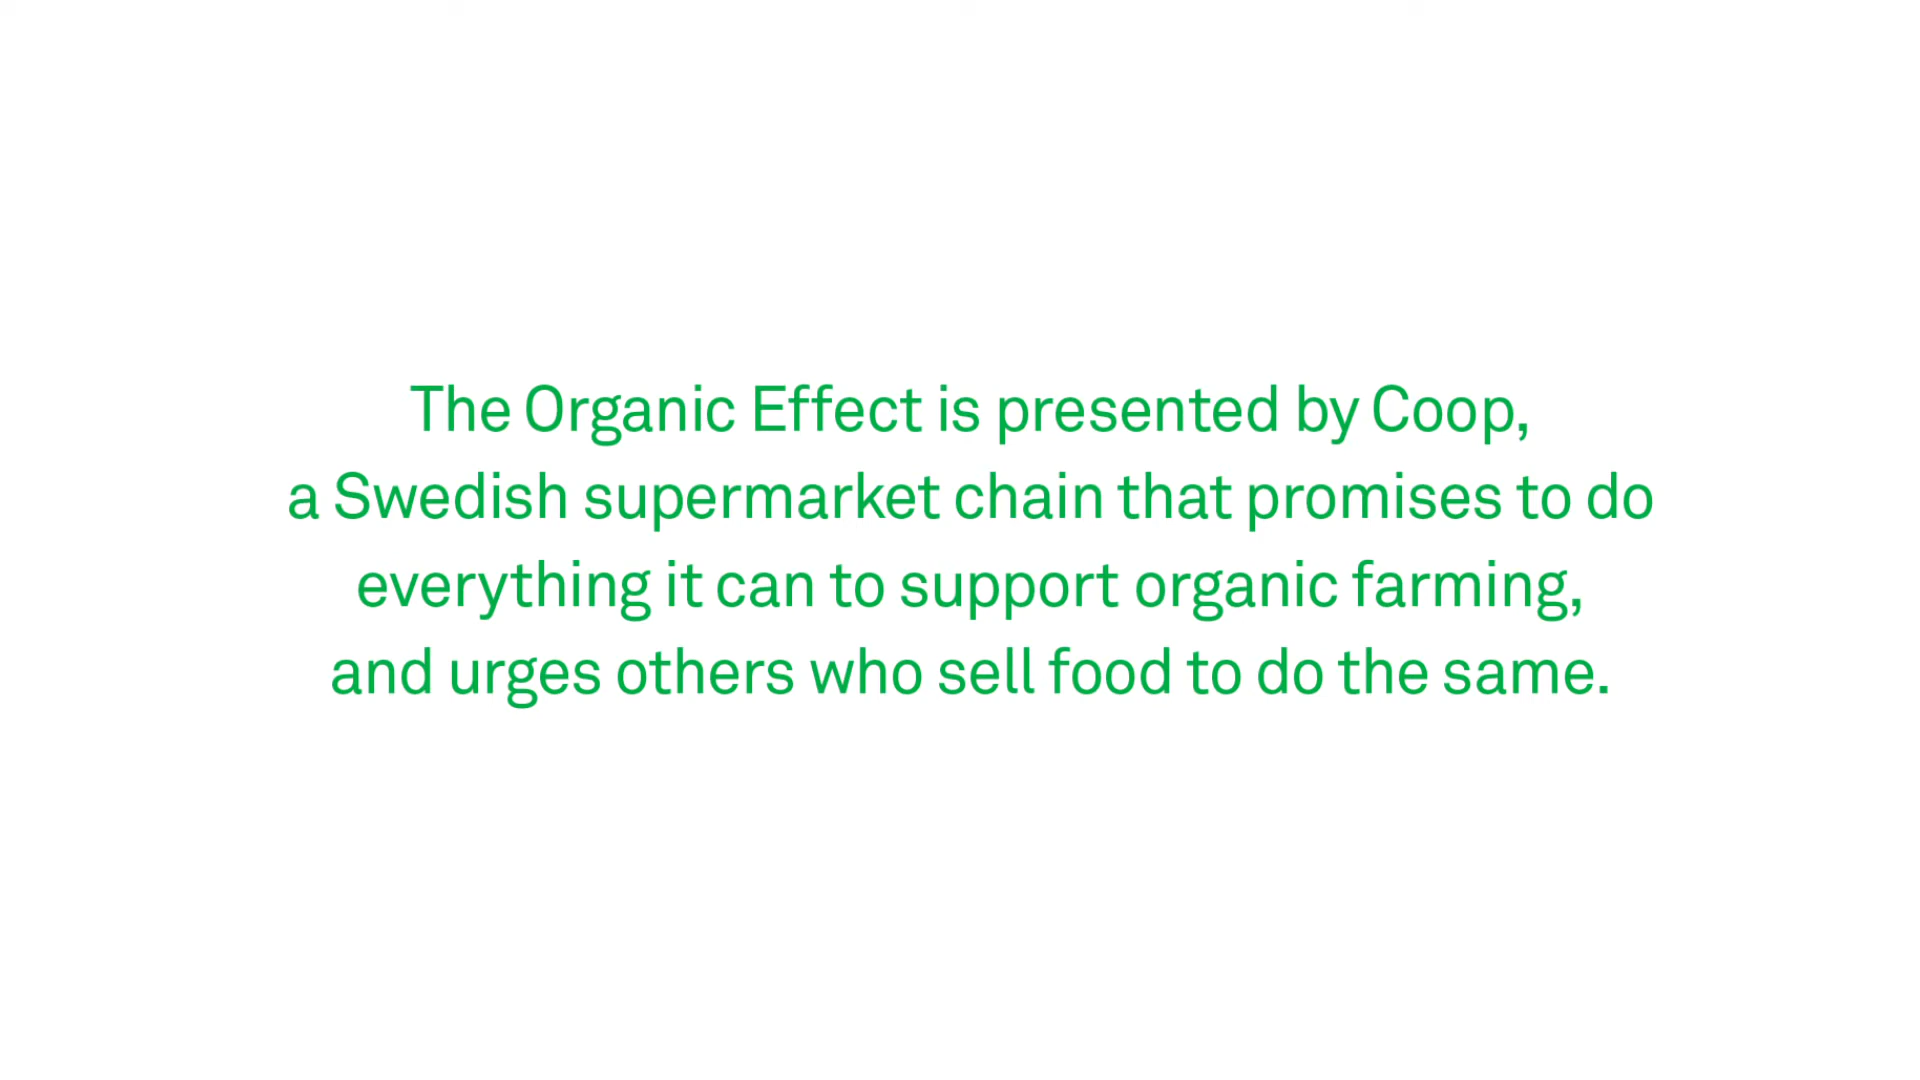 The Organic Effect is presented by Coop,
a Swedish supermarket chain that promises to do
everything it can to support organic farming,
and urges others who sell food to do the same.